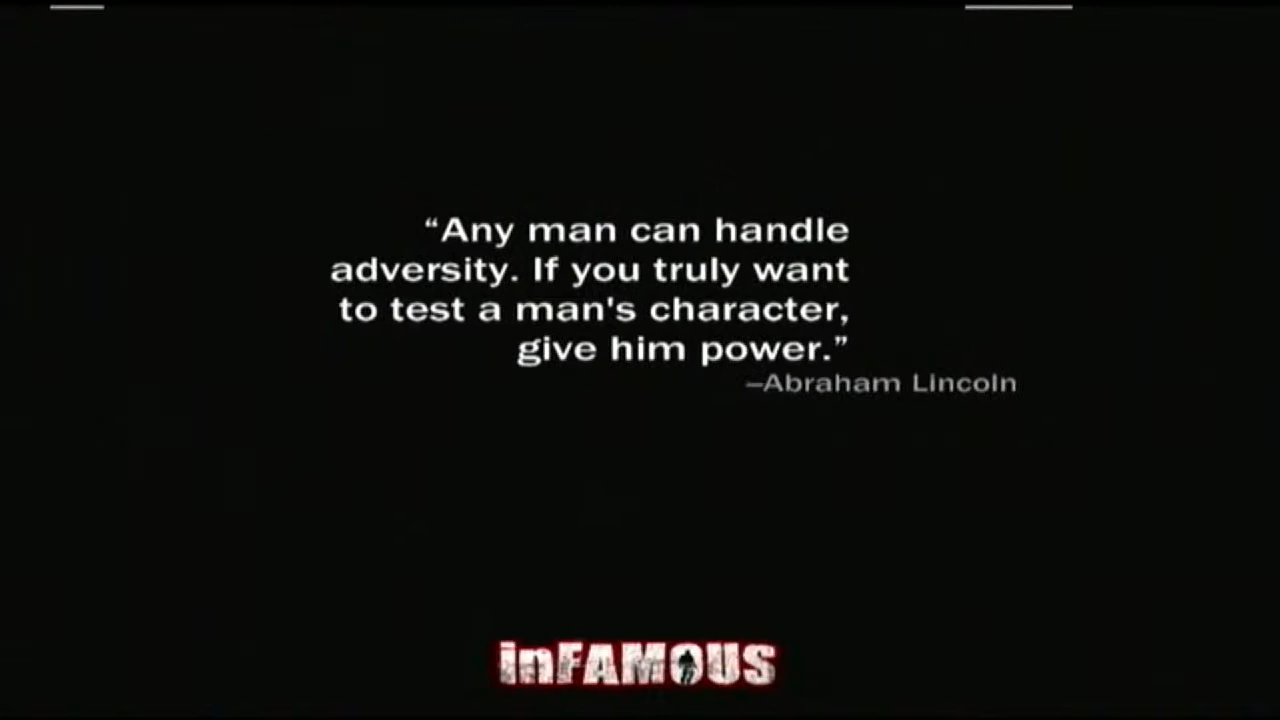 “Any man can handle
adversity. If you truly want
to test a man's character,
give him power.”
–Abraham Lincoln
inFAMOUS